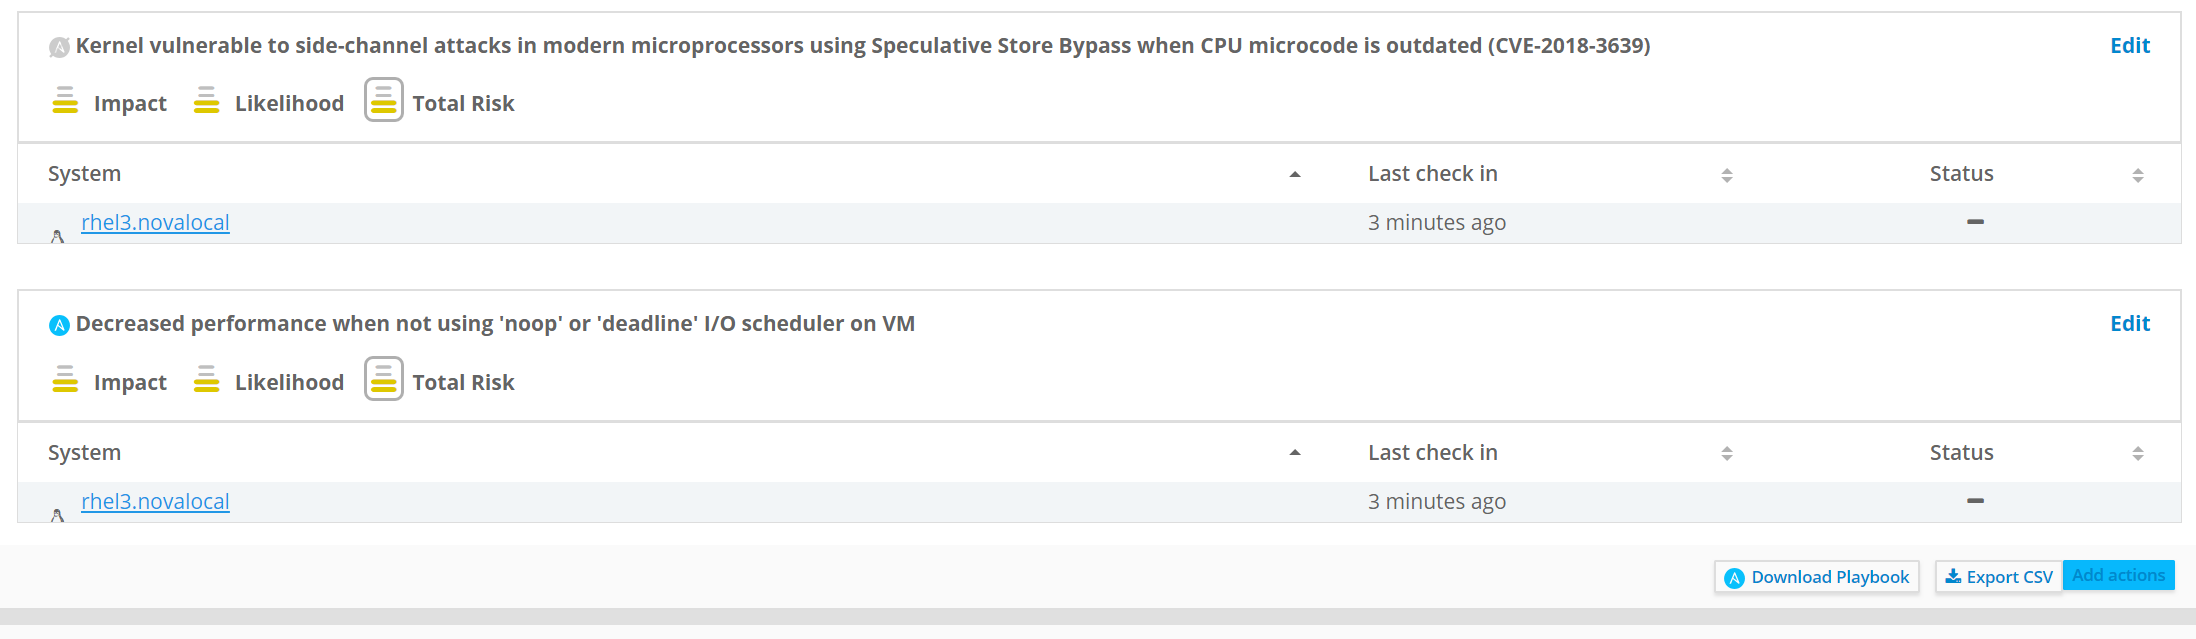 Kernel vulnerable to side-channel attacks in modern microprocessors using Speculative Store Bypass when CPU microcode is outdated (CVE-2018-3639) Edit
Impact Likelihood Total Risk
System Last check in Status
rhel3.novalocal 3 minutes ago
Decreased performance when not using 'noop' or 'deadline' I/O scheduler on VM Edit
Impact Likelihood Total Risk
System Last check in Status
rhel3.novalocal 3 minutes ago
Download Playbook Export CSV Add actions